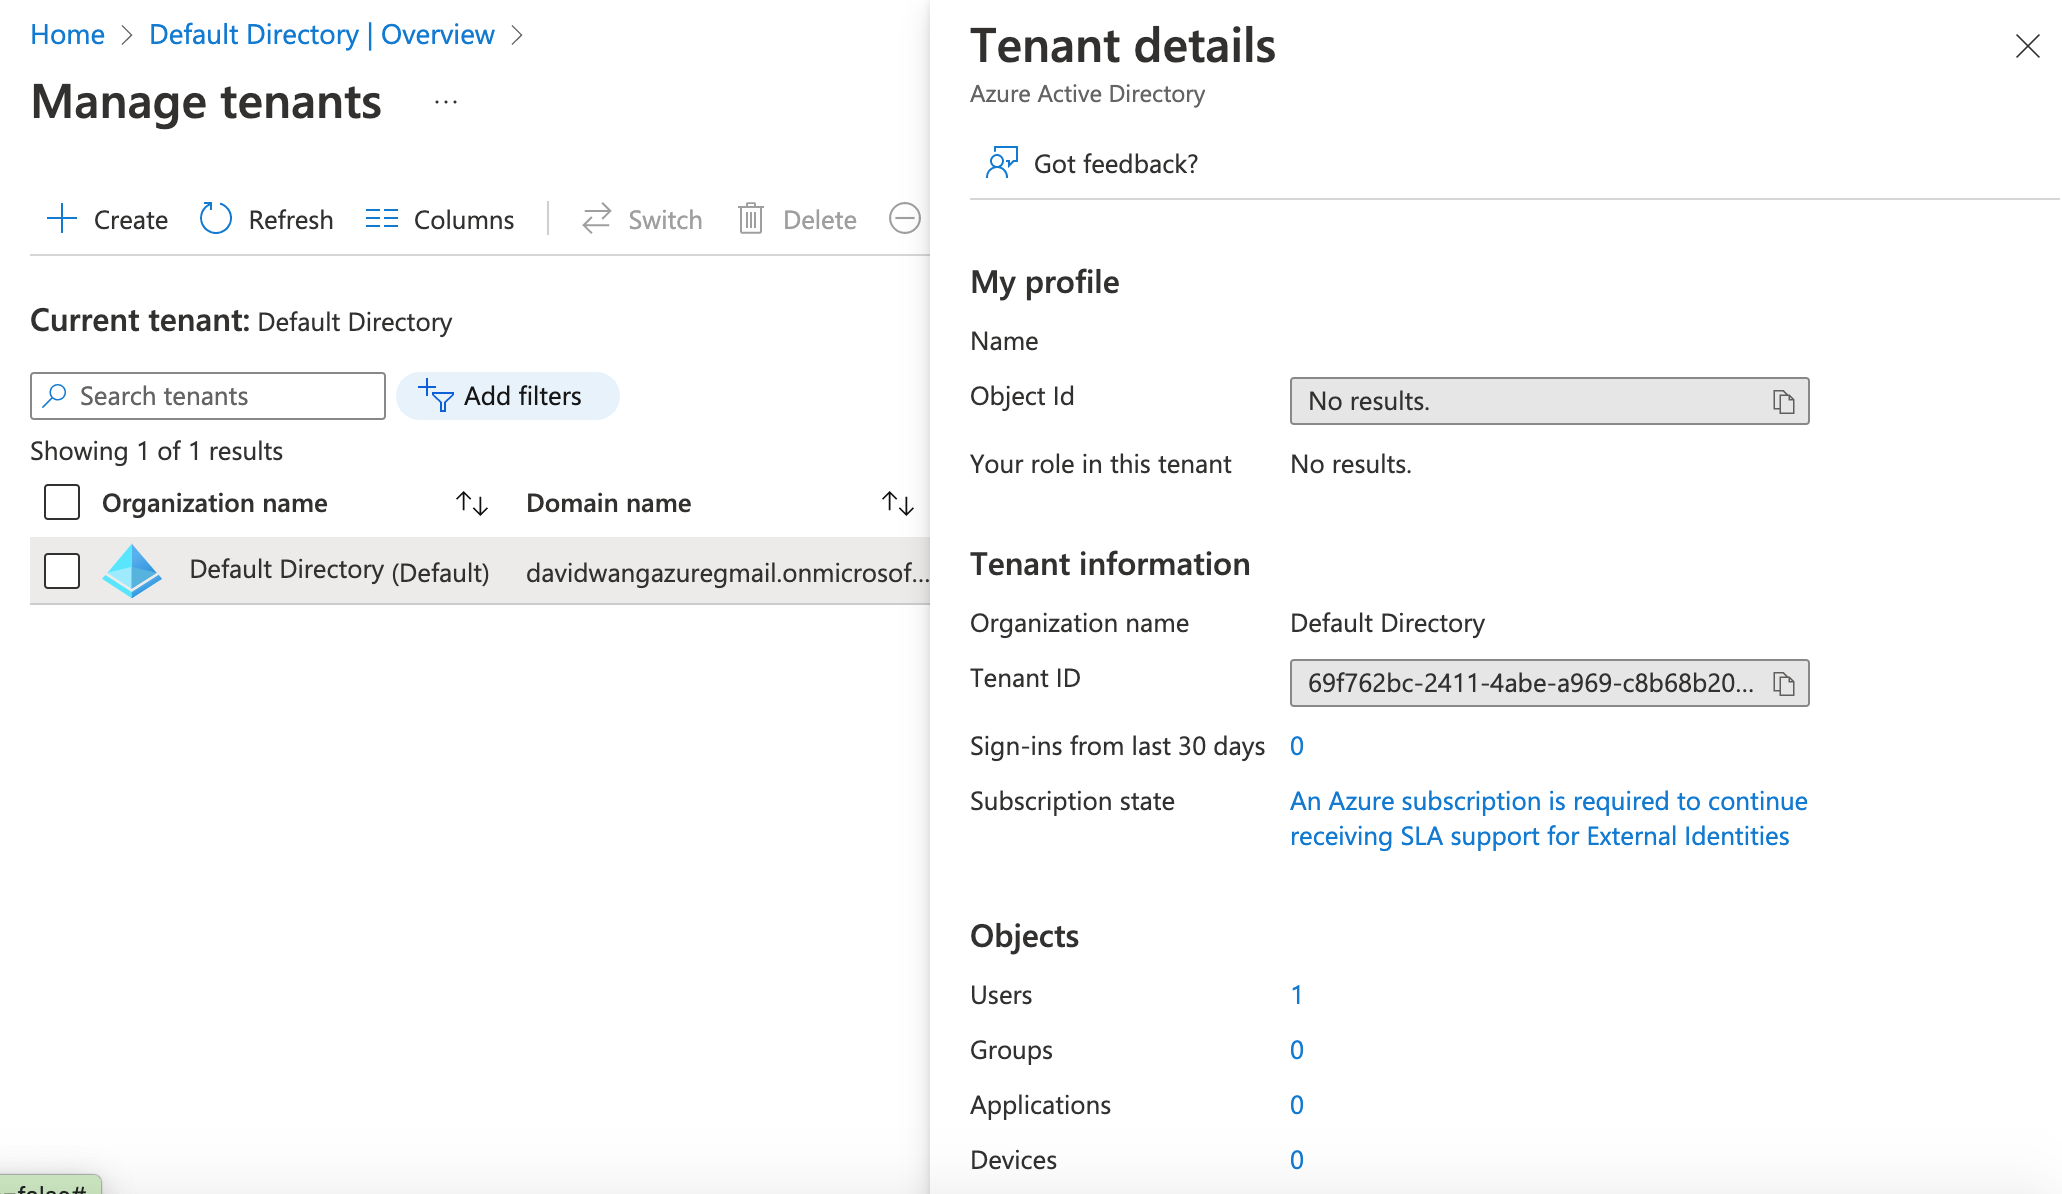 Home > Default Directory | Overview >
Manage tenants ...
Create Refresh Columns Switch Delete
Current tenant: Default Directory
Search tenants Add filters
Showing 1 of 1 results
Organization name Domain name
Default Directory (Default) davidwangazuregmail.onmicrosof...
Tenant details
Azure Active Directory
Got feedback?
My profile
Name
Object Id No results.
Your role in this tenant No results.
Tenant information
Organization name Default Directory
Tenant ID 69f762bc-2411-4abe-a969-c8b68b20...
Sign-ins from last 30 days 0
Subscription state An Azure subscription is required to continue
receiving SLA support for External Identities
Objects
Users 1
Groups 0
Applications 0
Devices 0